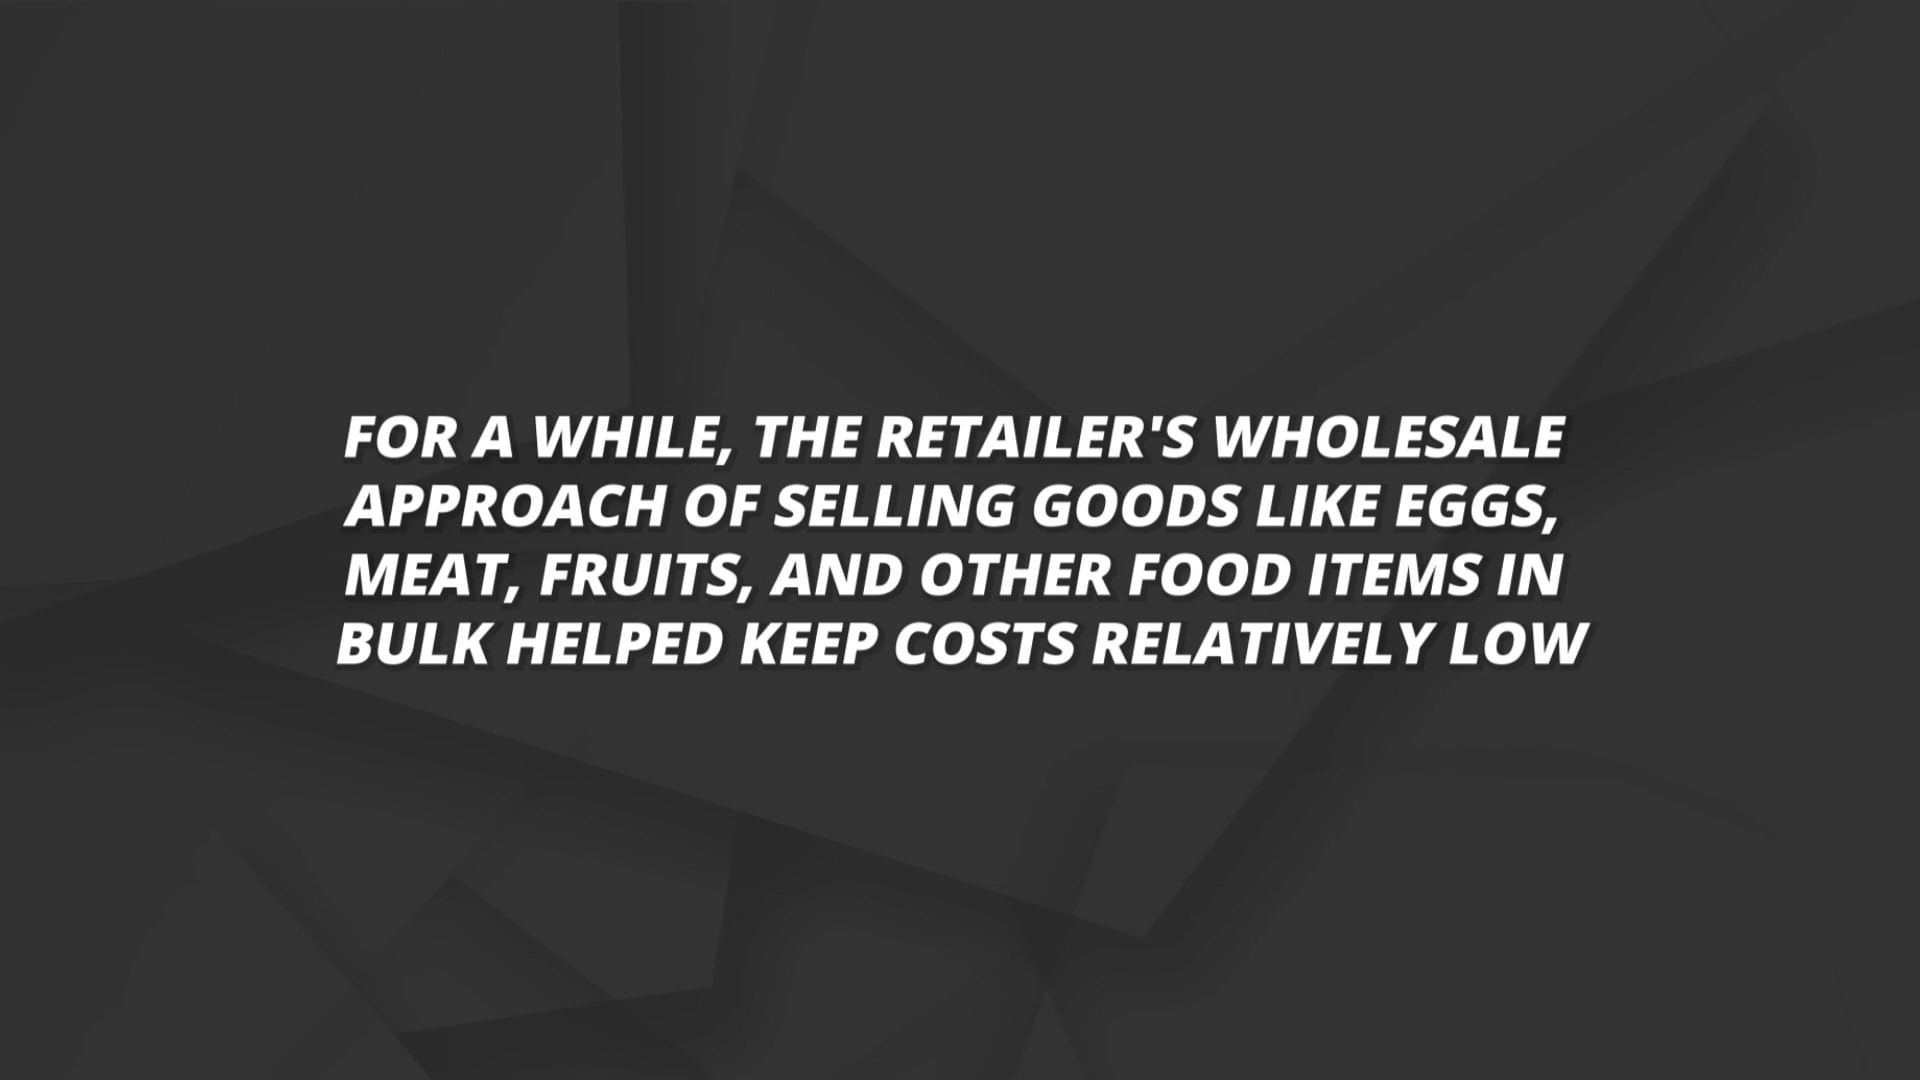 FOR A WHILE, THE RETAILER'S WHOLESALE
APPROACH OF SELLING GOODS LIKE EGGS,
MEAT, FRUITS, AND OTHER FOOD ITEMS IN
BULK HELPED KEEP COSTS RELATIVELY LOW